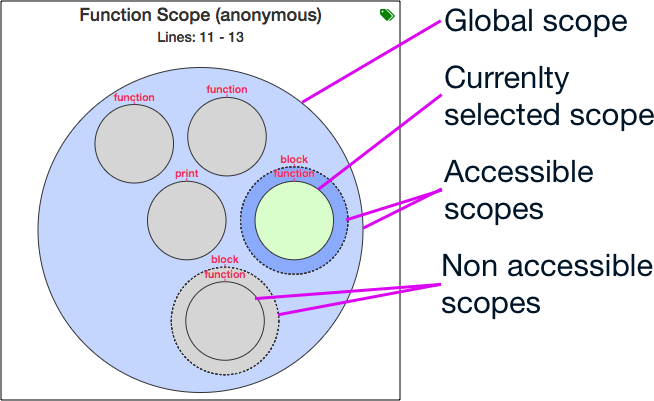 Function Scope (anonymous)
Lines: 11 - 13
Global scope
Currenlty
selected scope
Accessible
scopes
Non accessible
scopes
function
function
block
function
print
block
function